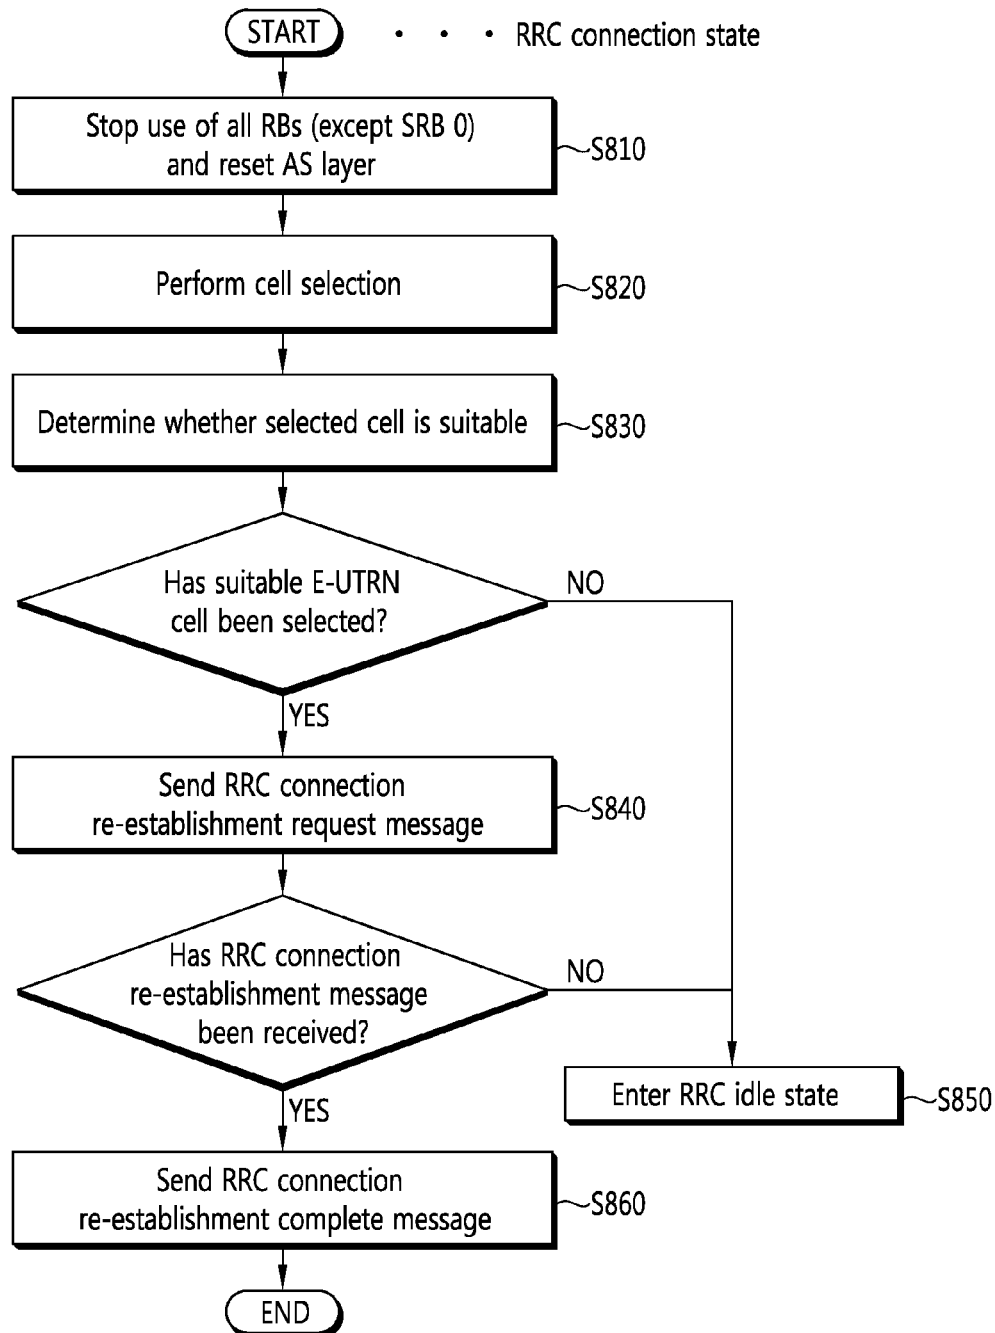 START
· · · RRC connection state
Stop use of all RBs (except SRB 0)
and reset AS layer
S810
Perform cell selection
S820
Determine whether selected cell is suitable
S830
Has suitable E-UTRN
cell been selected?
NO
YES
Send RRC connection
re-establishment request message
S840
Has RRC connection
re-establishment message
been received?
NO
YES
Enter RRC idle state
S850
Send RRC connection
re-establishment complete message
S860
END